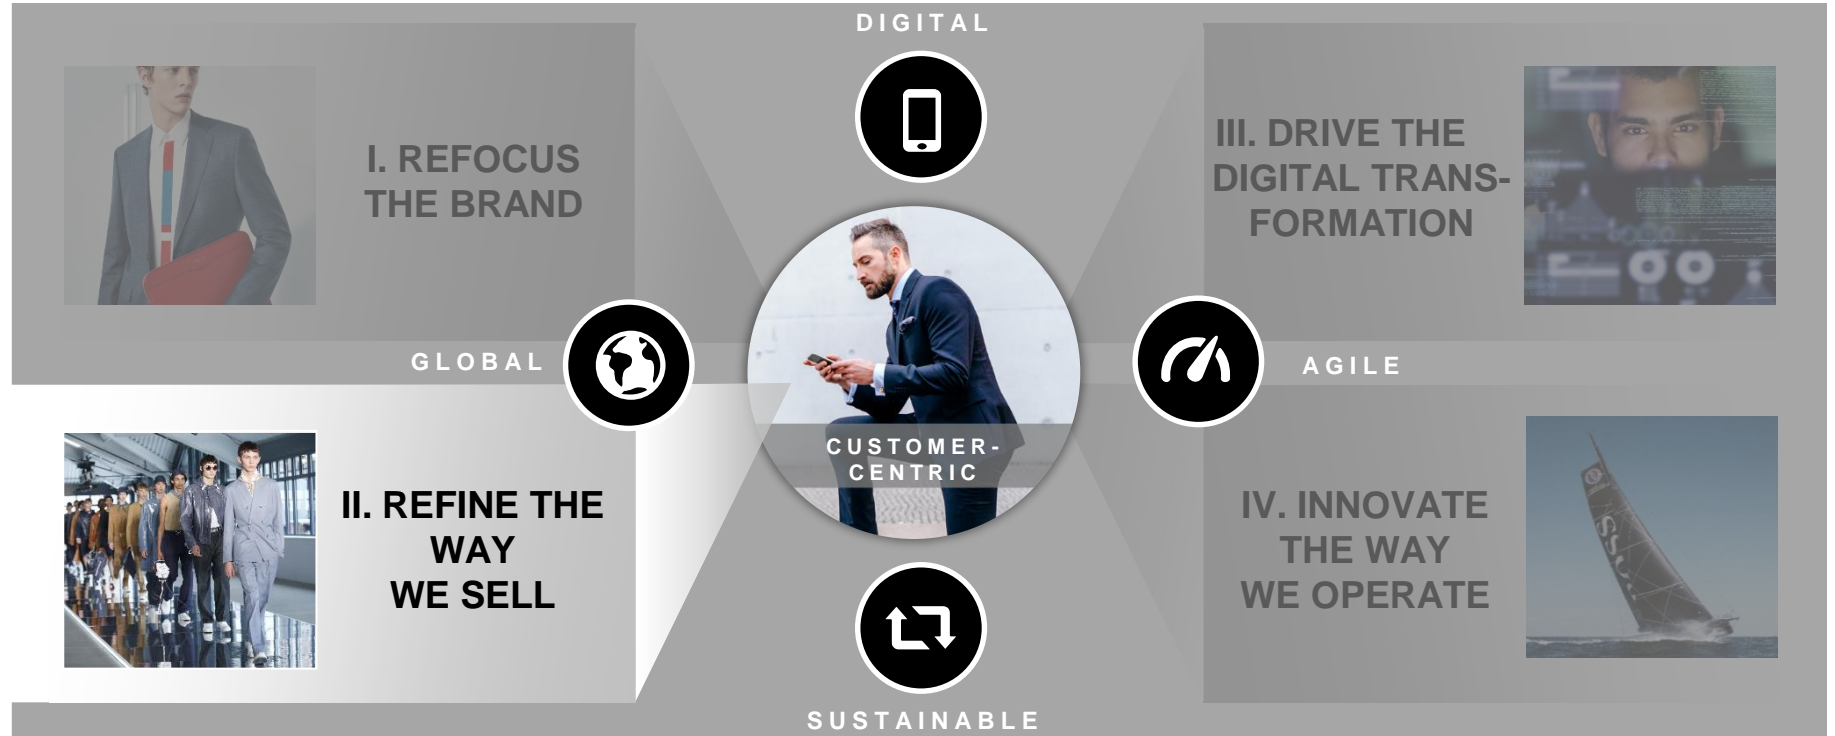 DIGITAL
I. REFOCUS
THE BRAND
III. DRIVE THE
DIGITAL TRANS-
FORMATION
GLOBAL
AGILE
CUSTOMER-
CENTRIC
II. REFINE THE
WAY
WE SELL
IV. INNOVATE
THE WAY
WE OPERATE
SUSTAINABLE